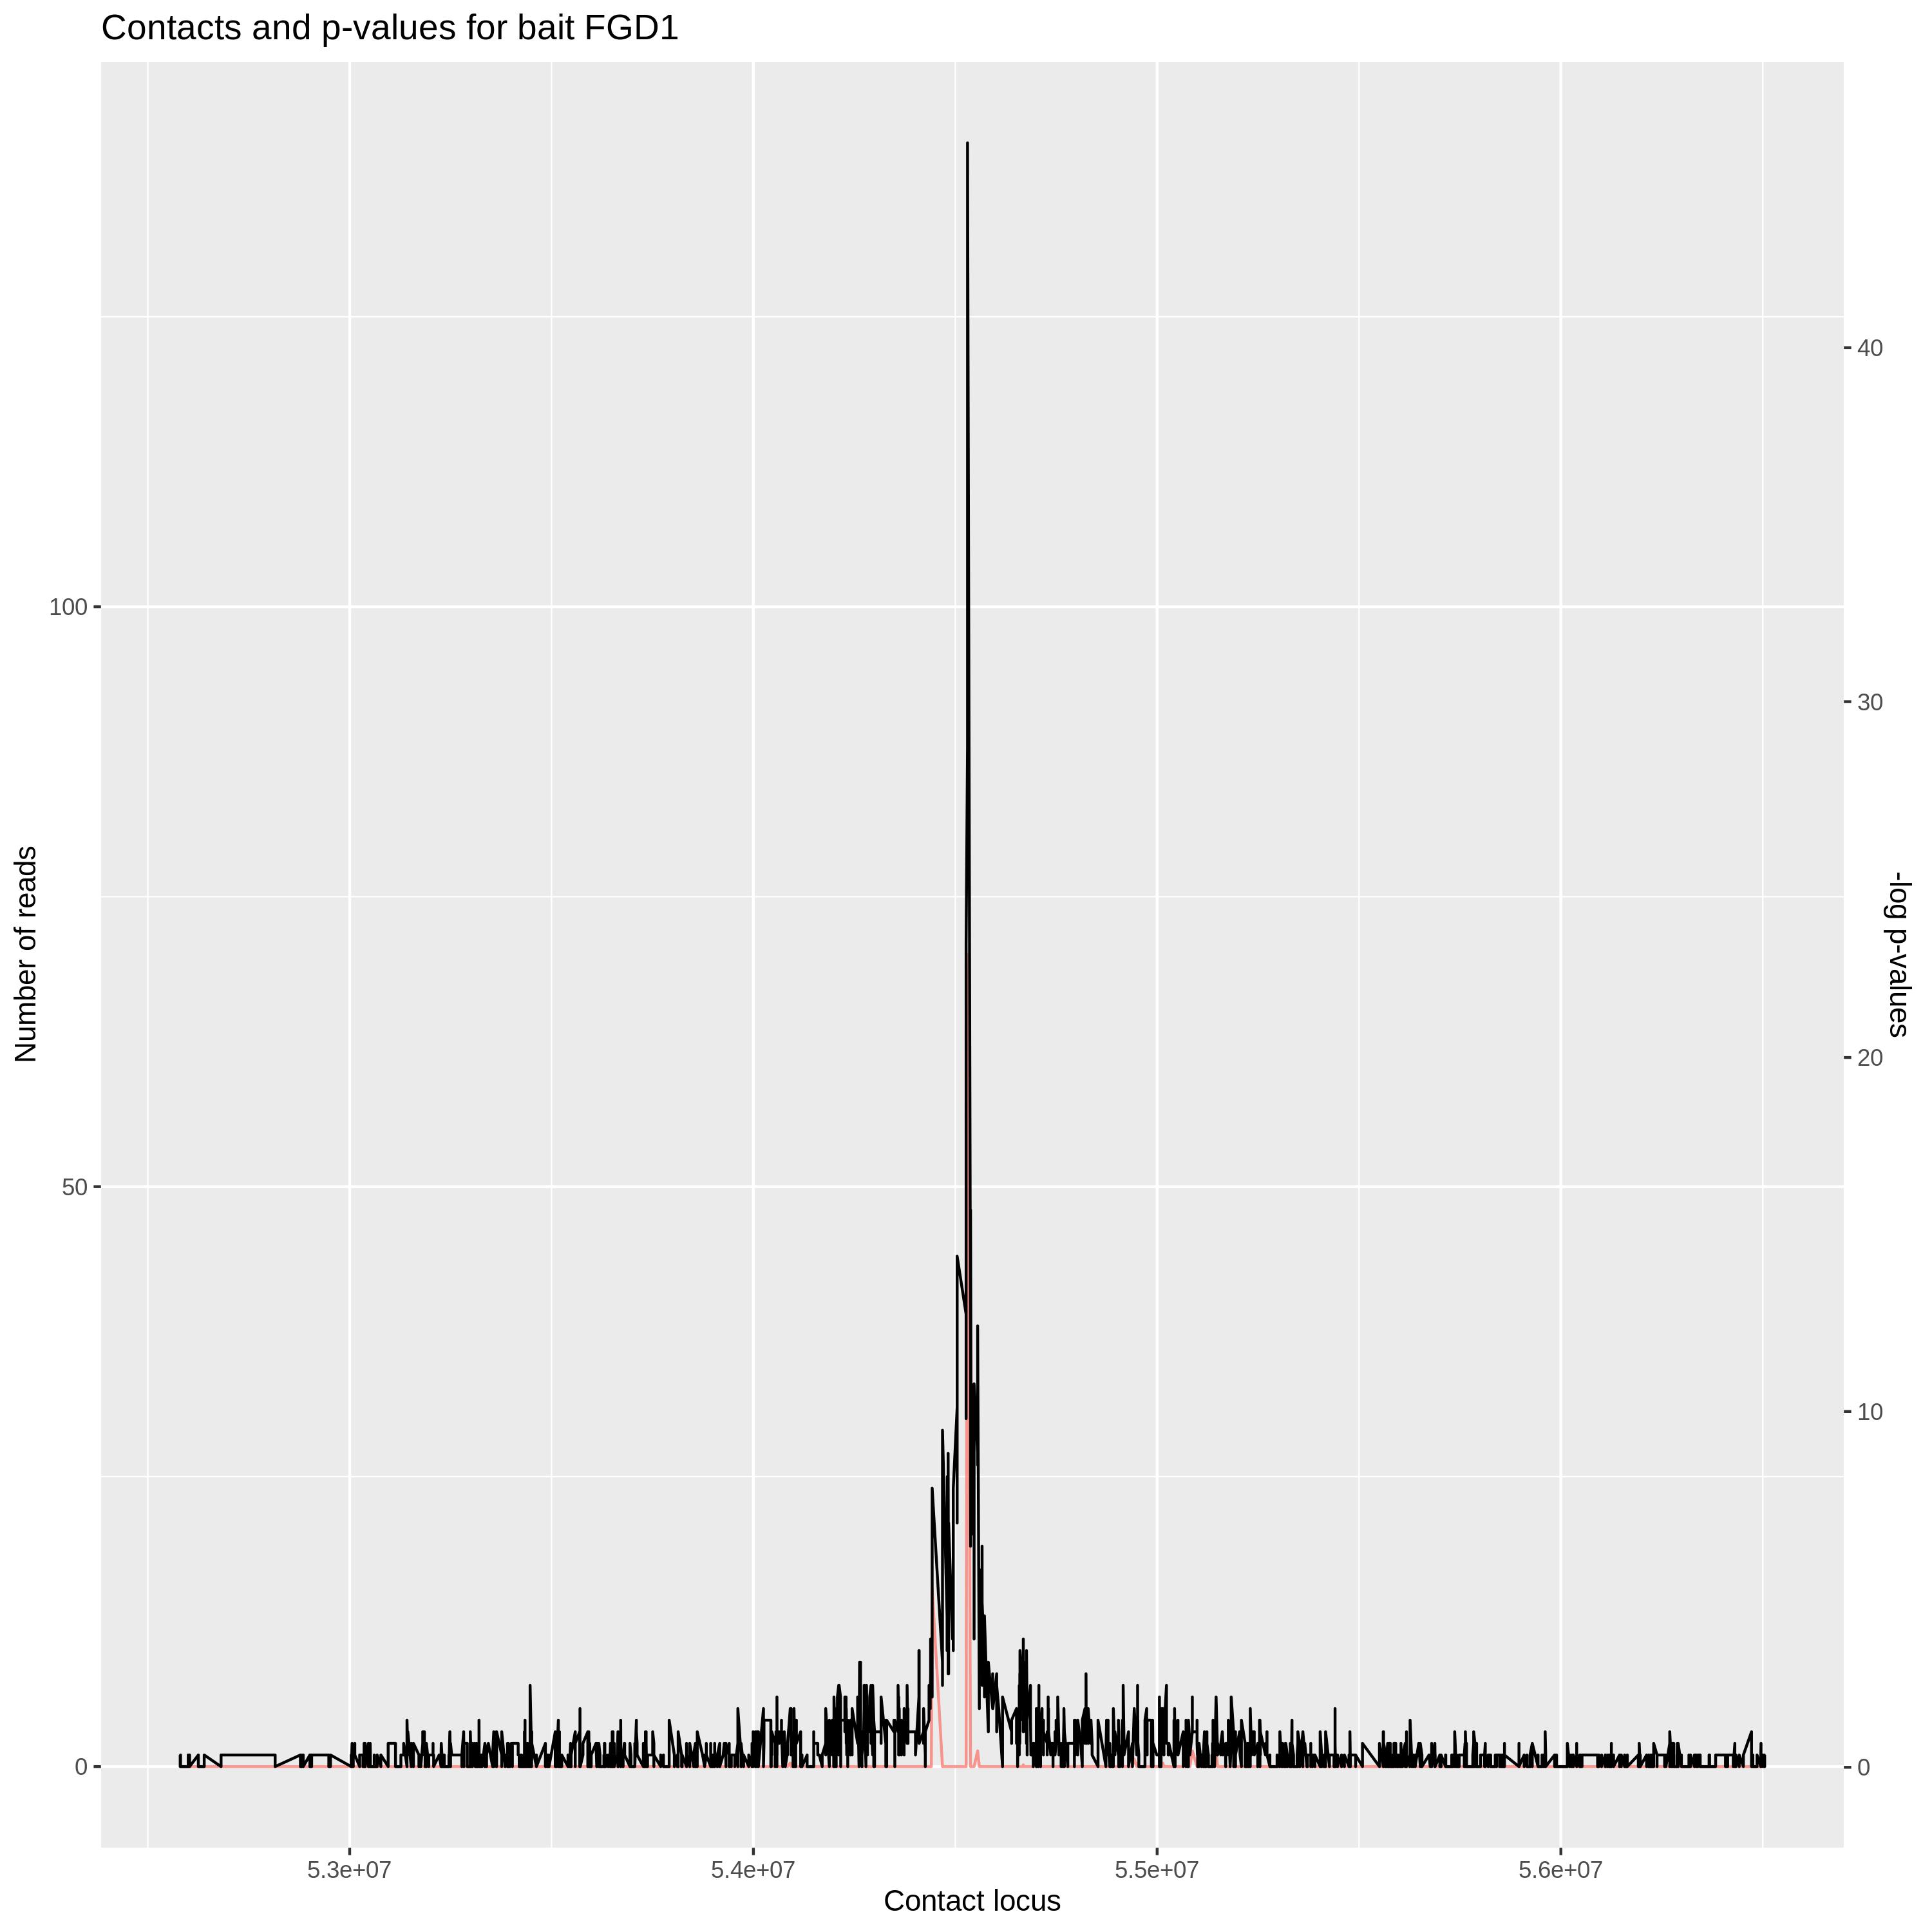 Contacts and p-values for bait FGD1
Number of reads
100
50
0
40
30
20
10
0
-log p-values
5.3e+07
5.4e+07
5.5e+07
5.6e+07
Contact locus